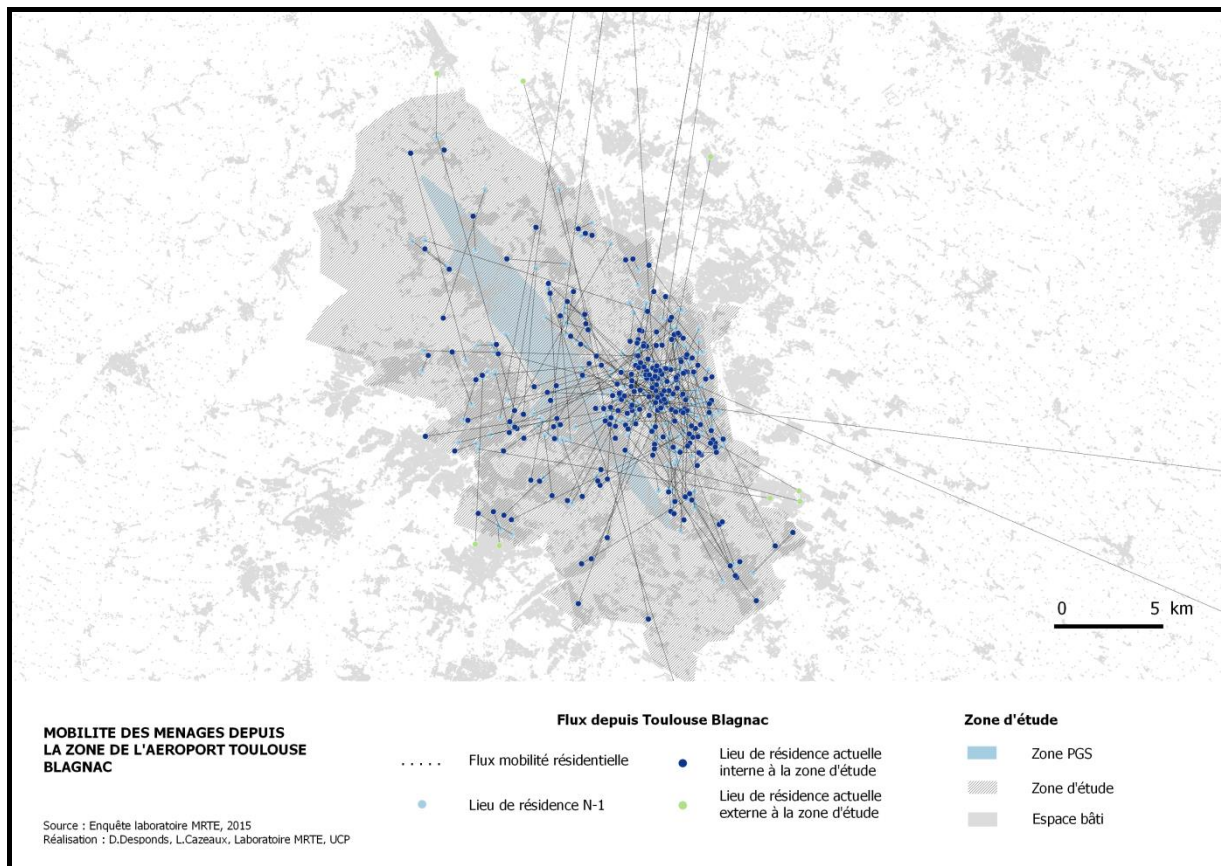 0 5 km
MOBILITE DES MENAGES DEPUIS
LA ZONE DE L'AEROPORT TOULOUSE
BLAGNAC
Source : Enquête laboratoire MRTE, 2015
Réalisation : D.Desponds, L.Cazeaux, Laboratoire MRTE, UCP
Flux depuis Toulouse Blagnac
Flux mobilité résidentielle
Lieu de résidence N-1
Lieu de résidence actuelle
interne à la zone d'étude
Lieu de résidence actuelle
externe à la zone d'étude
Zone d'étude
Zone PGS
Zone d'étude
Espace bâti